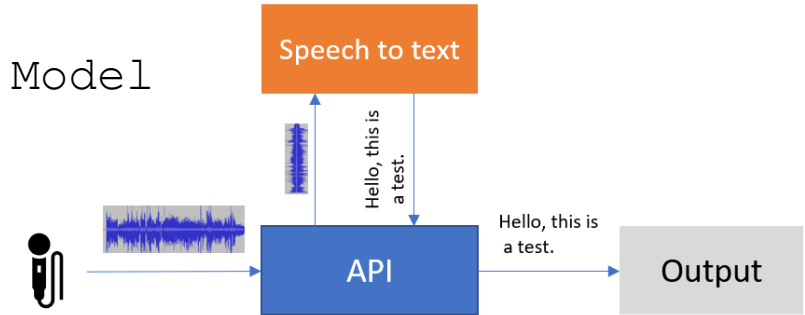 Model
Speech to text
Hello, this is
a test.
Hello, this is
a test.
API
Output